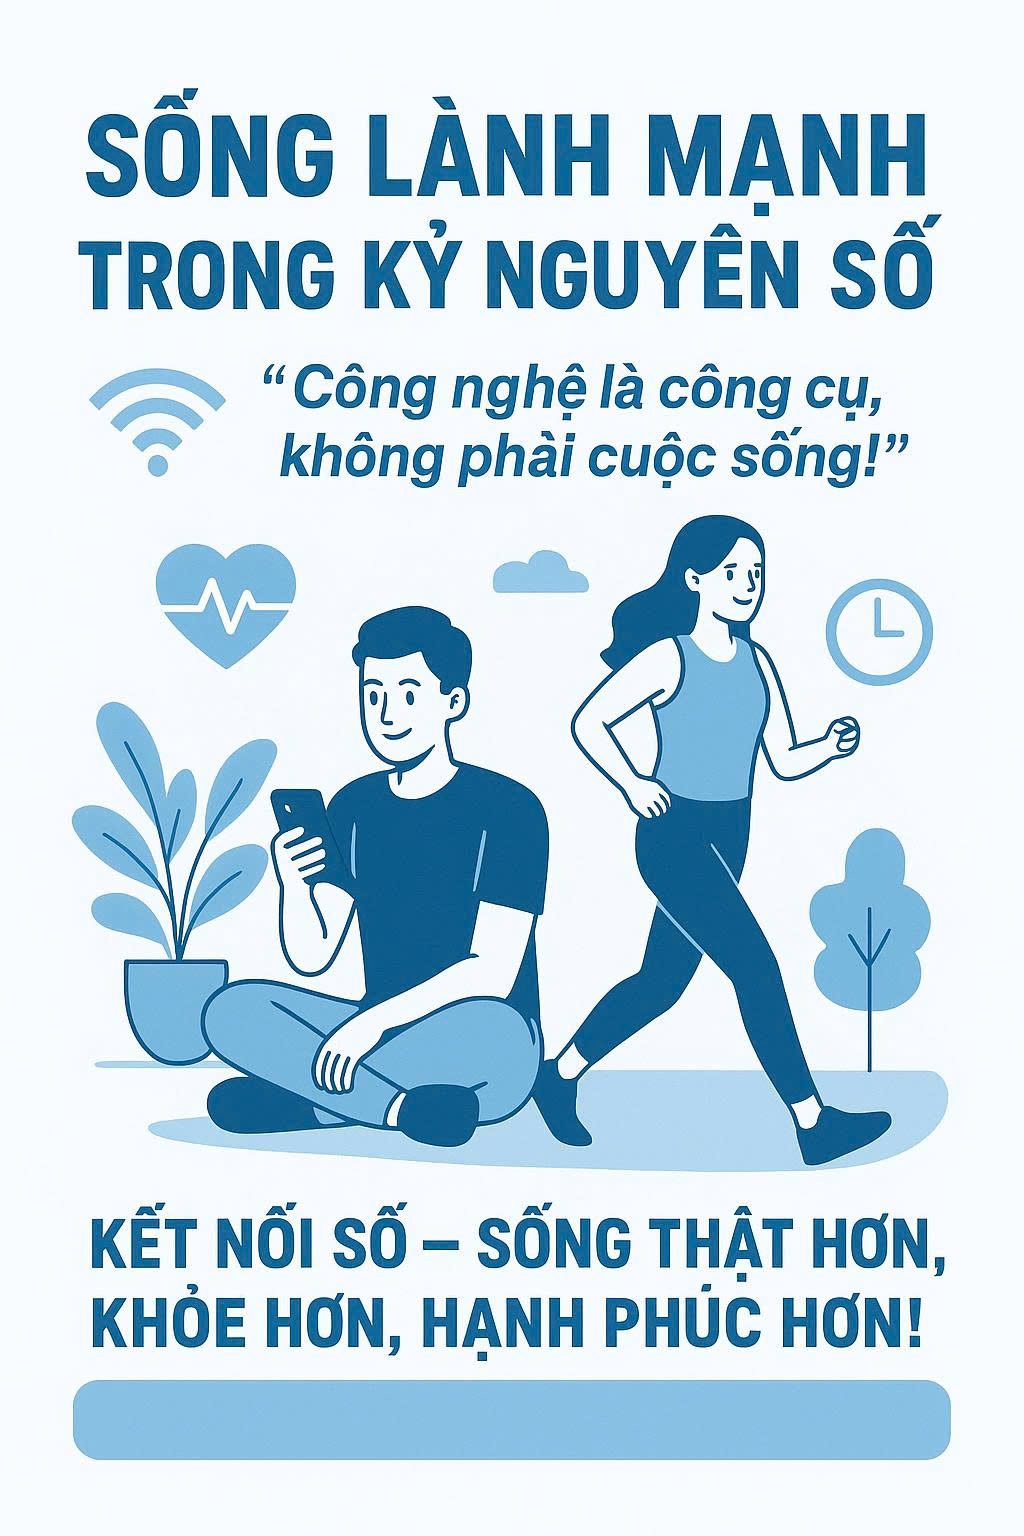 SỐNG LÀNH MẠNH
TRONG KỶ NGUYÊN SỐ
“Công nghệ là công cụ,
không phài cuộc sống!”
KẾT NỐI SỐ – SỐNG THẬT HƠN,
KHỎE HƠN, HẠNH PHÚC HƠN!